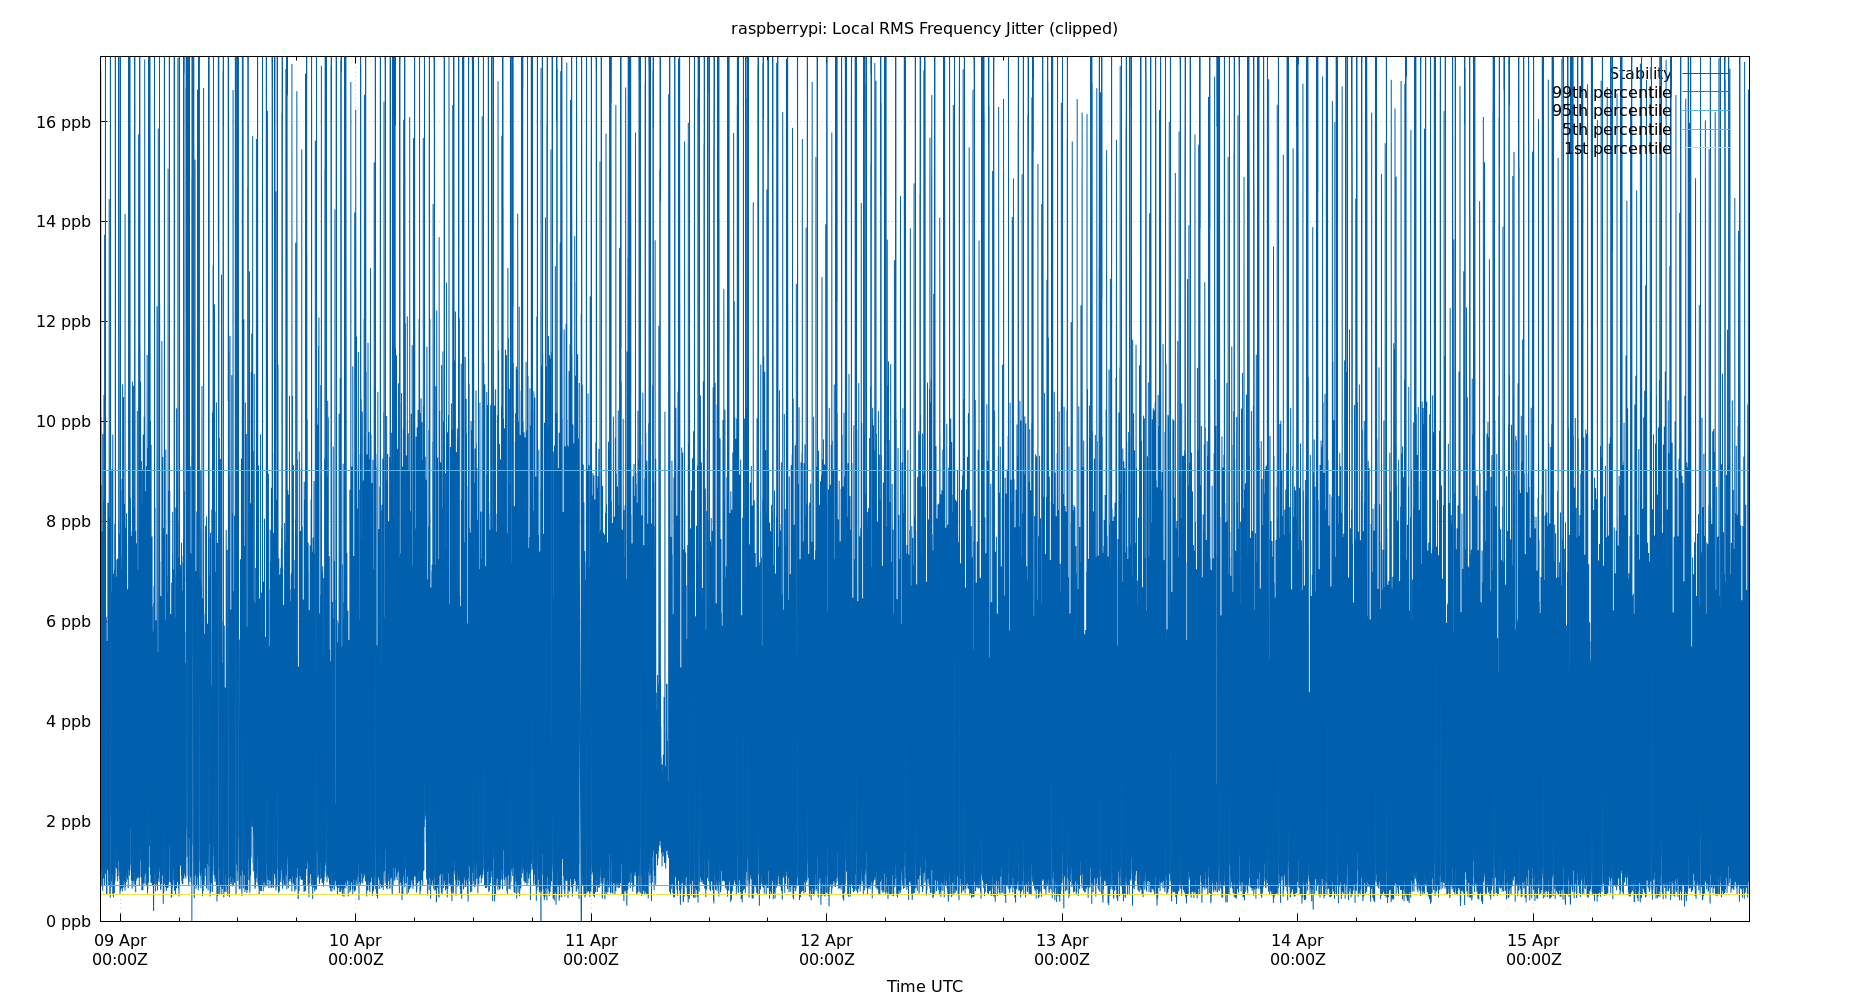 raspberrypi: Local RMS Frequency Jitter (clipped)
Stability
99th percentile
95th percentile
5th percentile
1st percentile
16 ppb
14 ppb
12 ppb
10 ppb
8 ppb
6 ppb
4 ppb
2 ppb
0 ppb
09 Apr 10 Apr 11 Apr 12 Apr 13 Apr 14 Apr 15 Apr
00:00Z 00:00Z 00:00Z 00:00Z 00:00Z 00:00Z 00:00Z
Time UTC